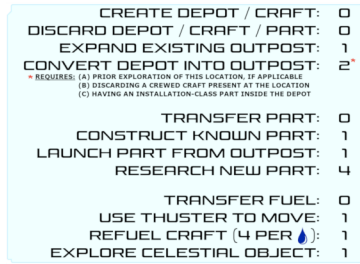 CREATE DEPOT / CRAFT: 0
DISCARD DEPOT / CRAFT / PART: 0
EXPAND EXISTING OUTPOST: 1
CONVERT DEPOT INTO OUTPOST: 2*
* REQUIRES: (A) PRIOR EXPLORATION OF THIS LOCATION, IF APPLICABLE
(B) DISCARDING A CREWED CRAFT PRESENT AT THE LOCATION
(C) HAVING AN INSTALLATION-CLASS PART INSIDE THE DEPOT
TRANSFER PART: 0
CONSTRUCT KNOWN PART: 1
LAUNCH PART FROM OUTPOST: 1
RESEARCH NEW PART: 4
TRANSFER FUEL: 0
USE THUSTER TO MOVE: 1
REFUEL CRAFT (4 PER ): 1
EXPLORE CELESTIAL OBJECT: 1